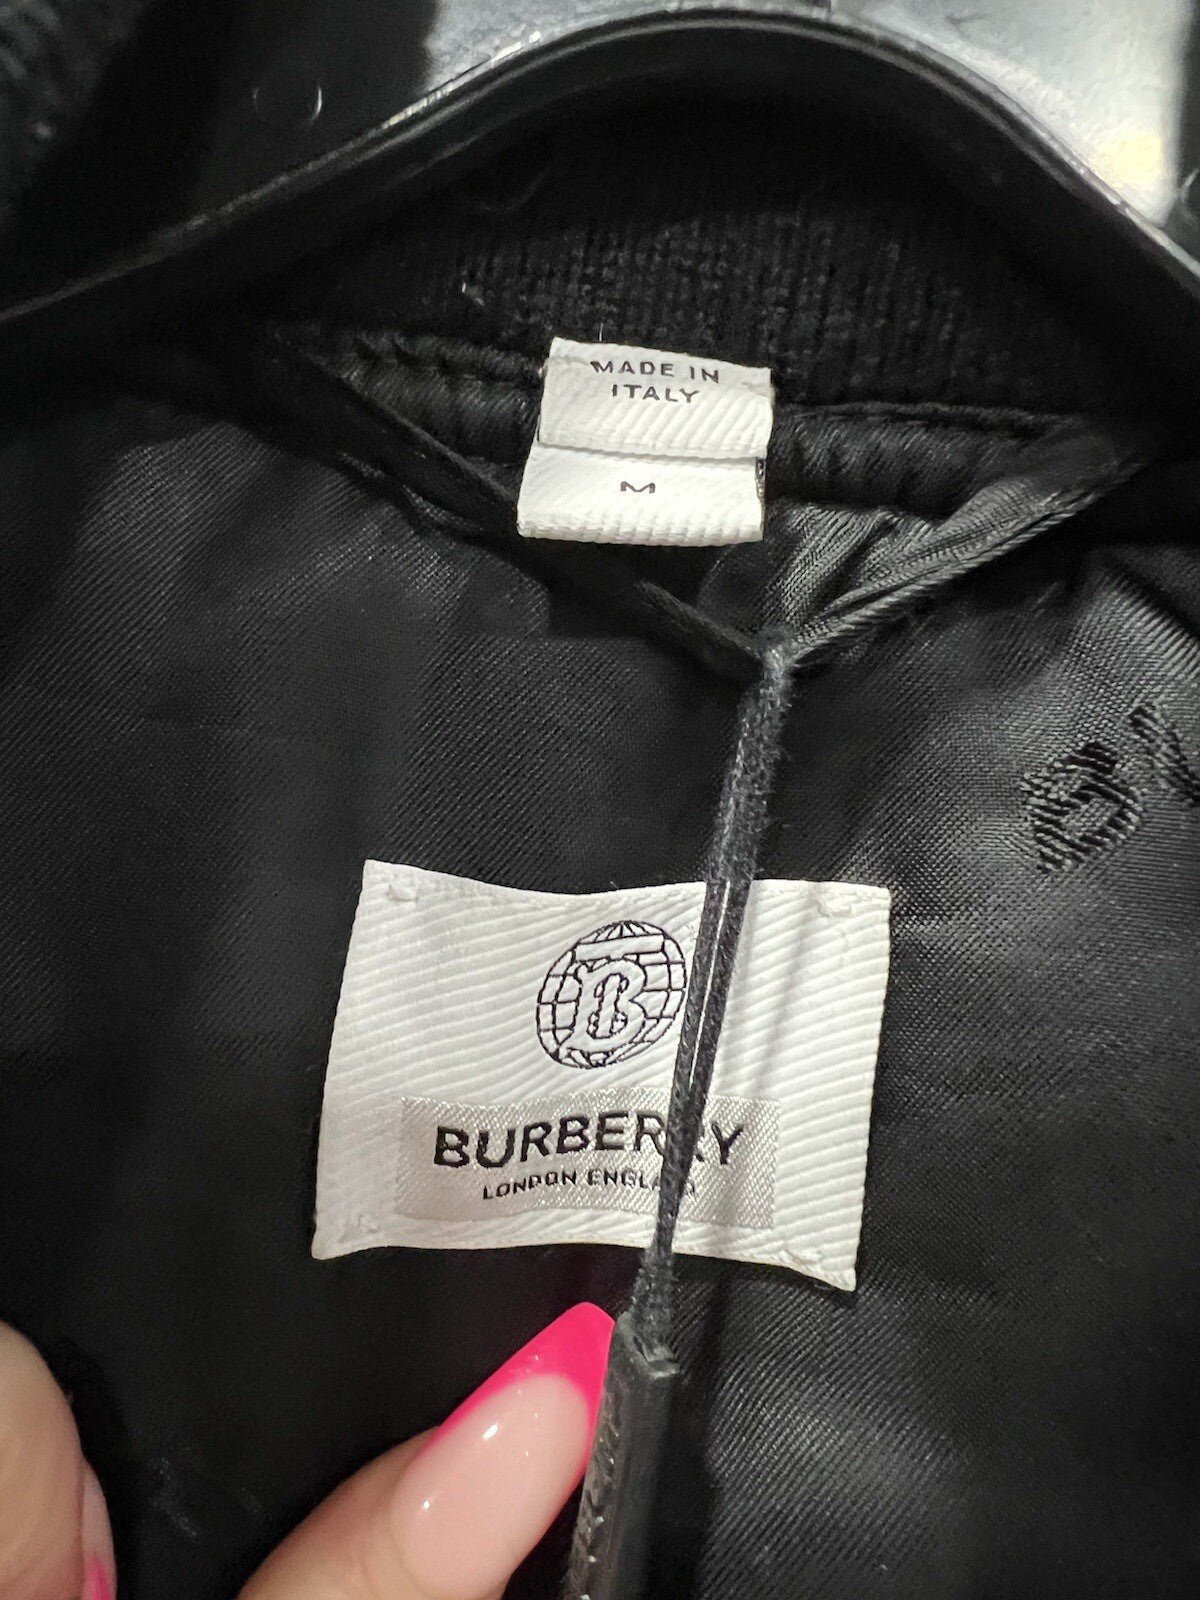 MADE IN
ITALY
M
B
BURBERRY
LONDON ENGLAND